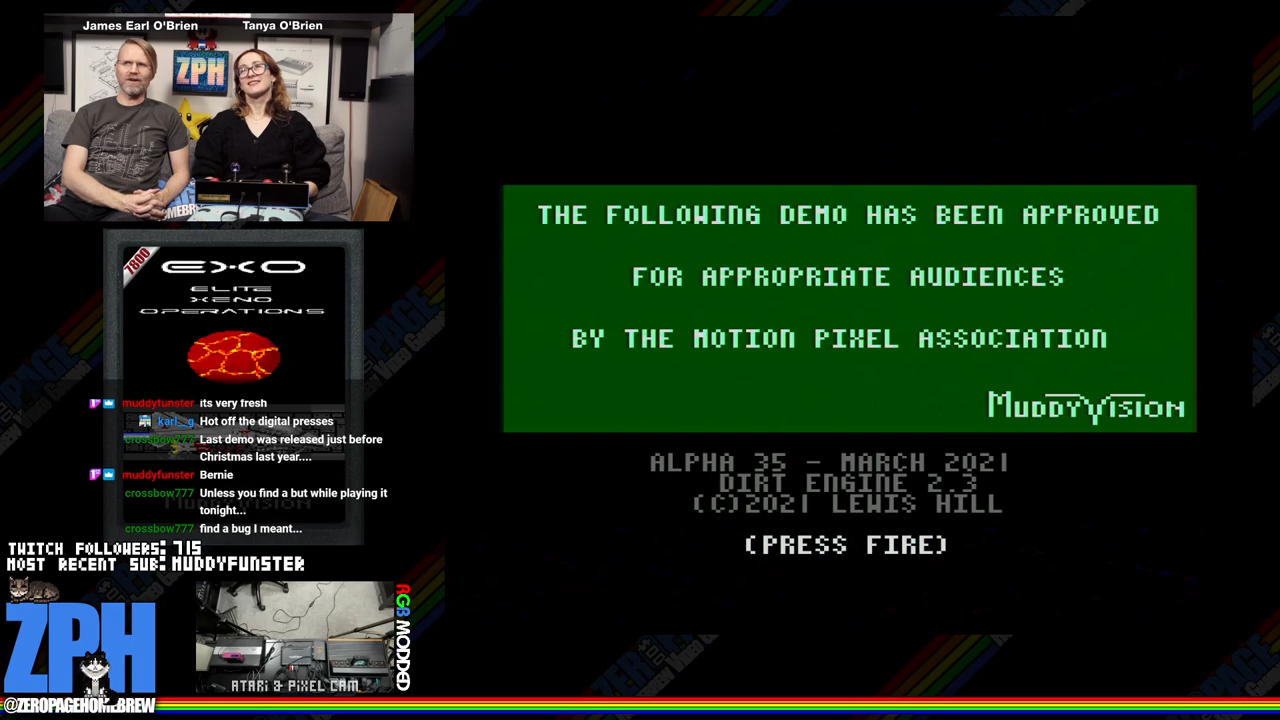 James Earl O'Brien
Tanya O'Brien
ZPH
7800
EXO
ELITE
XENO
OPERATIONS
muddyfunster its very fresh
karl__g Hot off the digital presses
crossbow777 Last demo was released just before
Christmas last year....
muddyfunster Bernie
crossbow777 Unless you find a but while playing it
tonight...
crossbow777 find a bug I meant...
TWITCH FOLLOWERS: 715
MOST RECENT SUB: MUDDYFUNSTER
ZPH
@ZEROPAGEHOMEBREW
RGB MODDED
ATARI & PIXEL CAM
THE FOLLOWING DEMO HAS BEEN APPROVED
FOR APPROPRIATE AUDIENCES
BY THE MOTION PIXEL ASSOCIATION
MUDDYVISION
ALPHA 35 - MARCH 2021
DIRT ENGINE 2.3
(C)2021 LEWIS HILL
(PRESS FIRE)